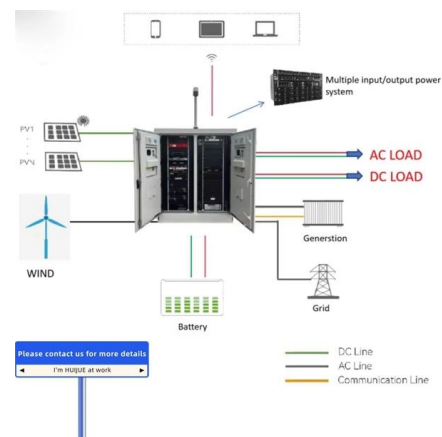 Multiple input/output power
system
PV1
PVN
AC LOAD
DC LOAD
WIND
Generstion
Battery
Grid
Please contact us for more details
I'm HUIJUE at work
DC Line
AC Line
Communication Line